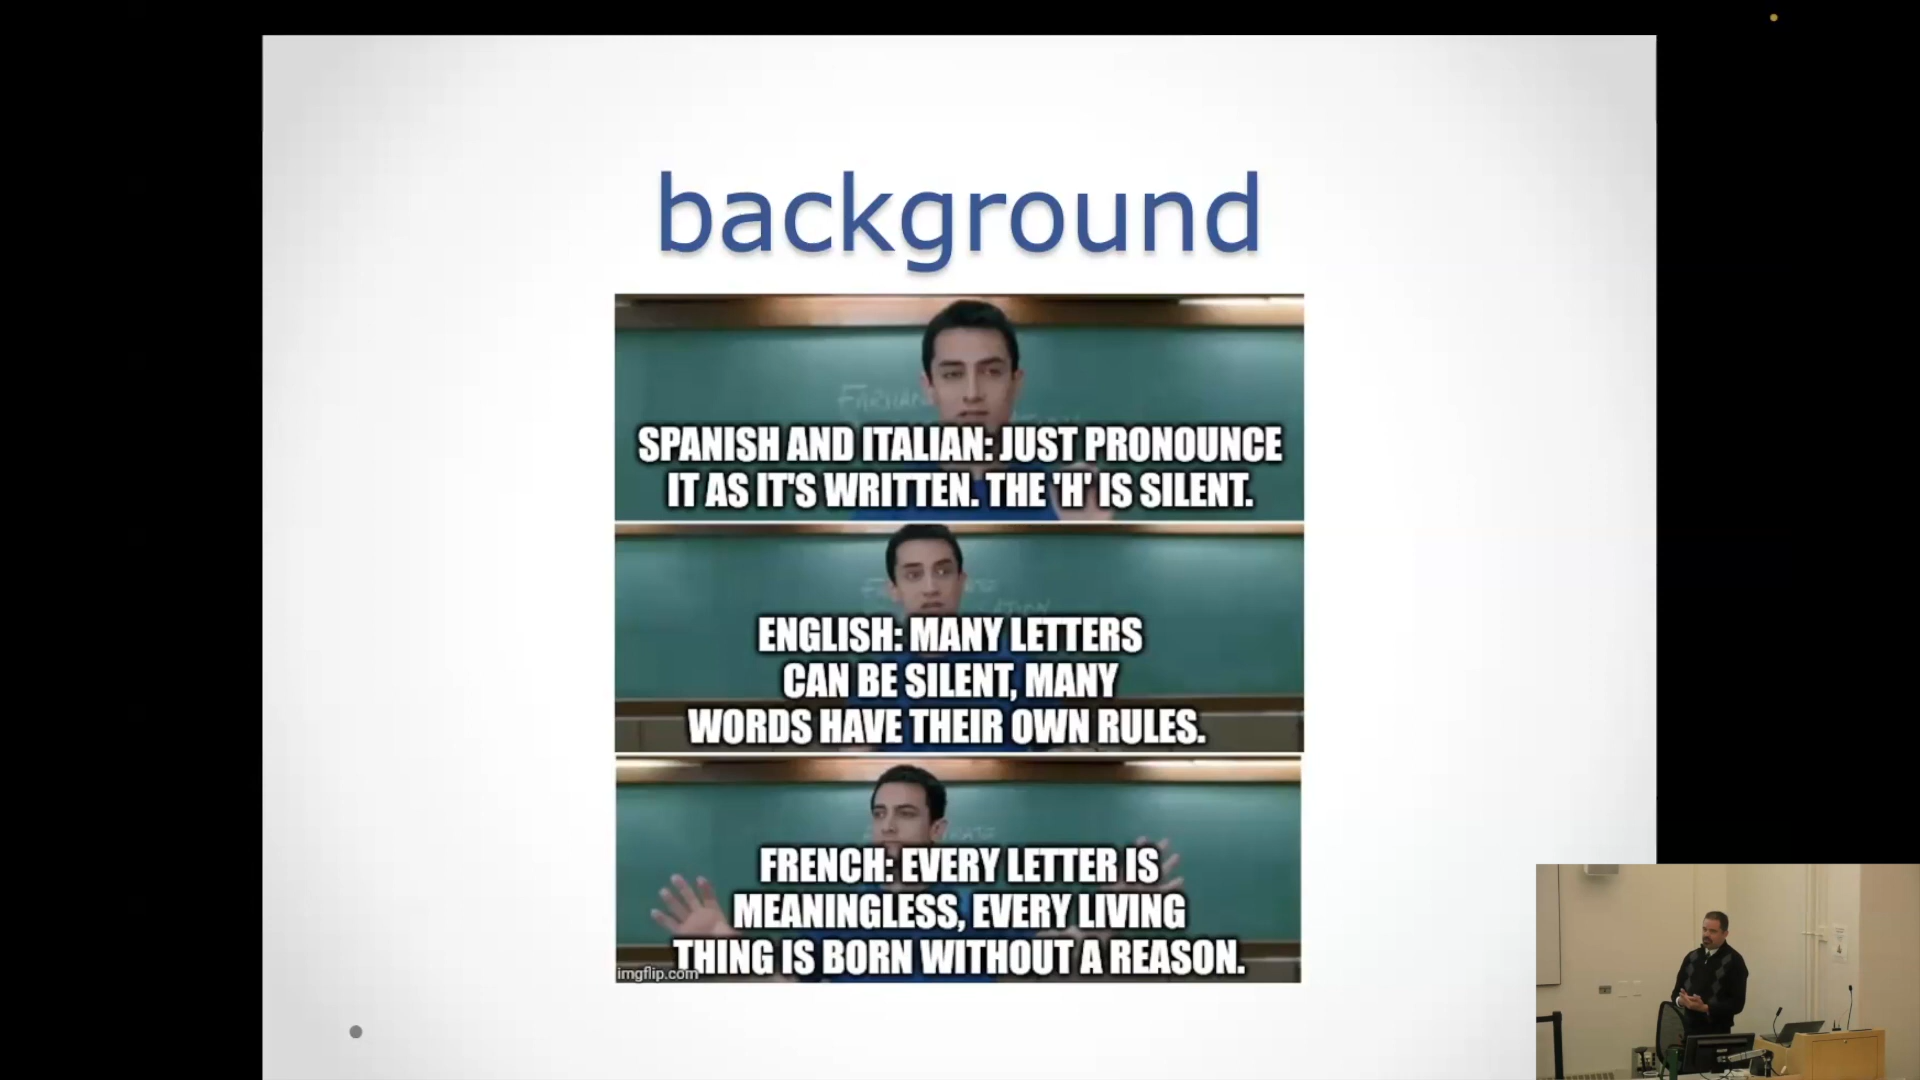 background
SPANISH AND ITALIAN: JUST PRONOUNCE
IT AS IT'S WRITTEN. THE 'H' IS SILENT.
ENGLISH: MANY LETTERS
CAN BE SILENT, MANY
WORDS HAVE THEIR OWN RULES.
FRENCH: EVERY LETTER IS
MEANINGLESS, EVERY LIVING
THING IS BORN WITHOUT A REASON.
imgflip.com